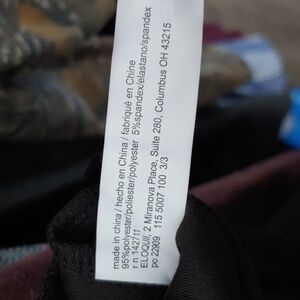 made in china / hecho en China / fabriqué en Chine
95%polyester/poliester/polyester 5%spandex/elastano/spandex
r n 142711
ELOQUII, 2 Miranova Place, Suite 280, Columbus OH 43215
po 22909 115 5007 100 3/3